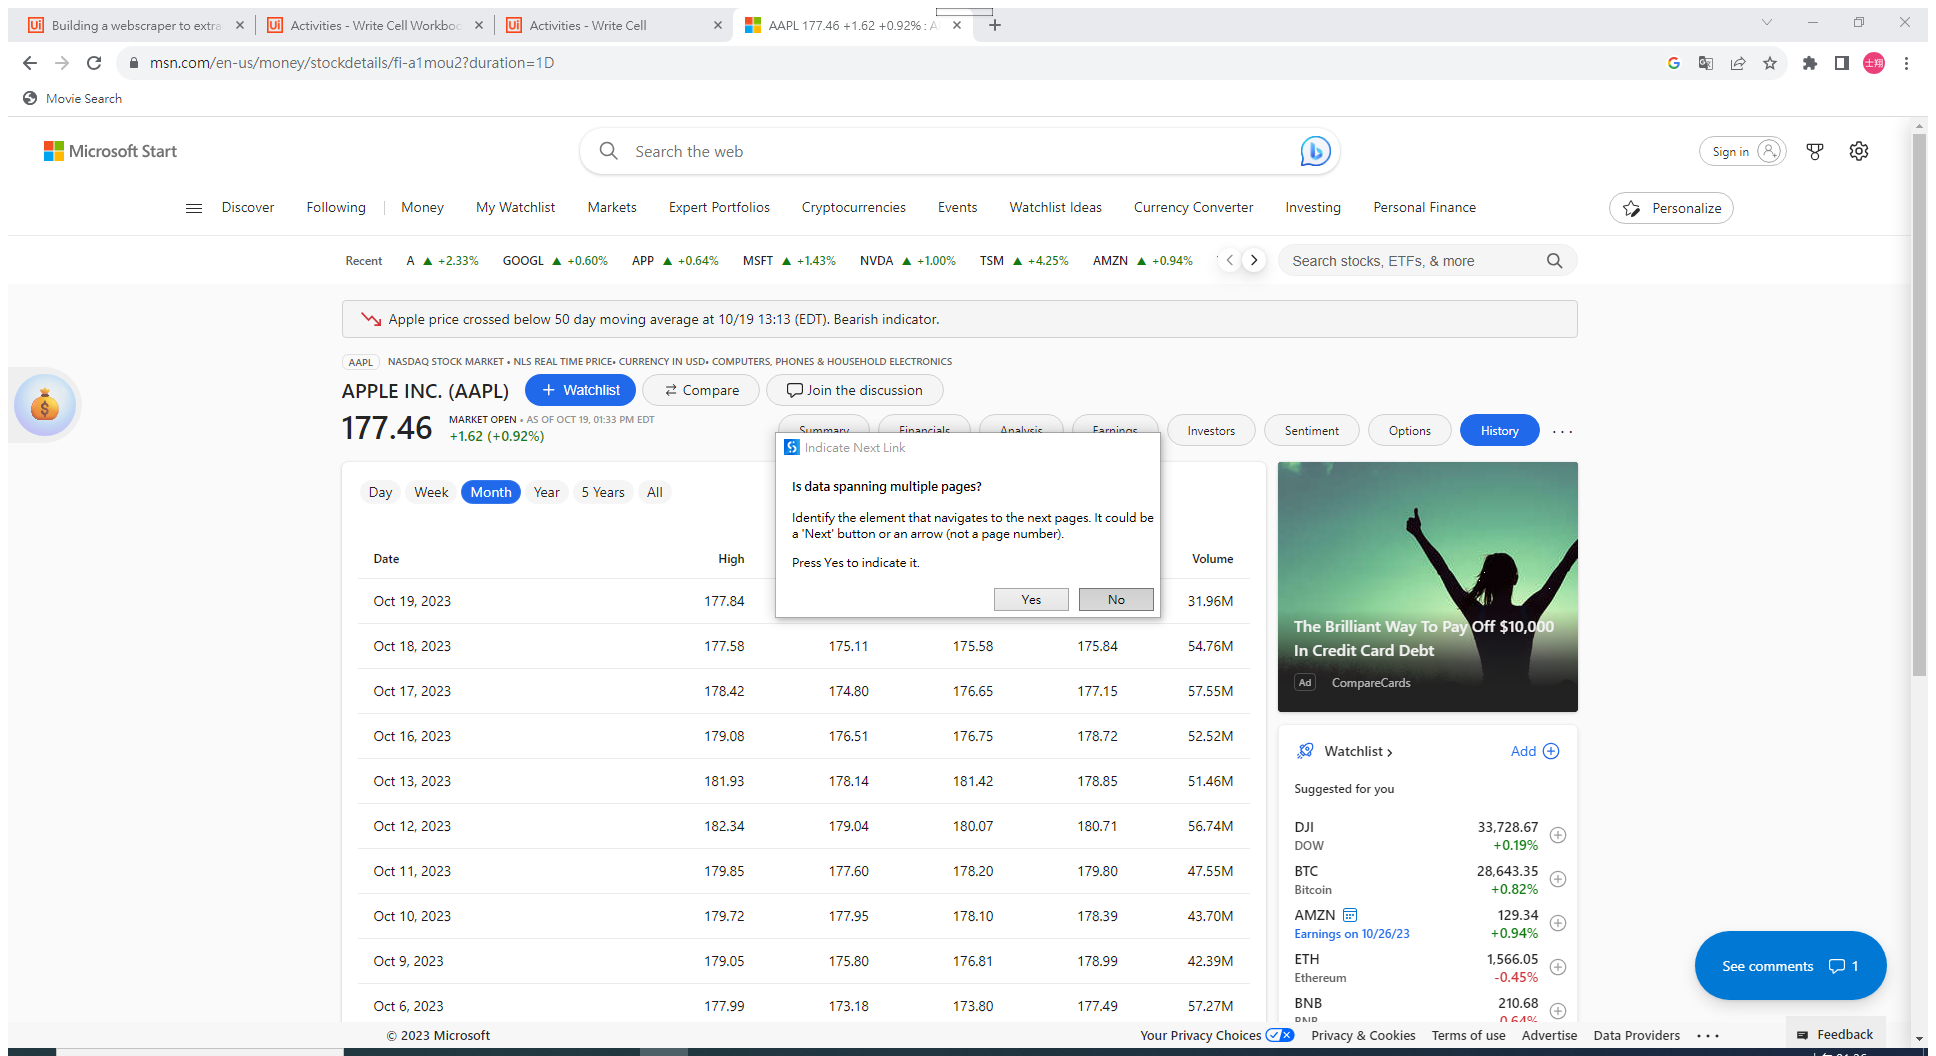 Building a webscraper to extra
Activities - Write Cell Workboo
Activities - Write Cell
AAPL 177.46 +1.62 +0.92% : A
msn.com/en-us/money/stockdetails/fi-a1mou2?duration=1D
士翔
Movie Search
Microsoft Start
Search the web
Sign in
Discover Following Money My Watchlist Markets Expert Portfolios Cryptocurrencies Events Watchlist Ideas Currency Converter Investing Personal Finance
Personalize
Recent A ▲ +2.33% GOOGL ▲ +0.60% APP ▲ +0.64% MSFT ▲ +1.43% NVDA ▲ +1.00% TSM ▲ +4.25% AMZN ▲ +0.94%
Search stocks, ETFs, & more
Apple price crossed below 50 day moving average at 10/19 13:13 (EDT). Bearish indicator.
AAPL NASDAQ STOCK MARKET • NLS REAL TIME PRICE• CURRENCY IN USD• COMPUTERS, PHONES & HOUSEHOLD ELECTRONICS
APPLE INC. (AAPL)
+ Watchlist
Compare
Join the discussion
177.46
MARKET OPEN • AS OF OCT 19, 01:33 PM EDT
+1.62 (+0.92%)
Summary Financials Analysis Earnings Investors Sentiment Options History ...
Indicate Next Link
Is data spanning multiple pages?
Identify the element that navigates to the next pages. It could be
a 'Next' button or an arrow (not a page number).
Press Yes to indicate it.
Yes No
Day Week Month Year 5 Years All
Date High Volume
Oct 19, 2023 177.84 31.96M
Oct 18, 2023 177.58 175.11 175.58 175.84 54.76M
Oct 17, 2023 178.42 174.80 176.65 177.15 57.55M
Oct 16, 2023 179.08 176.51 176.75 178.72 52.52M
Oct 13, 2023 181.93 178.14 181.42 178.85 51.46M
Oct 12, 2023 182.34 179.04 180.07 180.71 56.74M
Oct 11, 2023 179.85 177.60 178.20 179.80 47.55M
Oct 10, 2023 179.72 177.95 178.10 178.39 43.70M
Oct 9, 2023 179.05 175.80 176.81 178.99 42.39M
Oct 6, 2023 177.99 173.18 173.80 177.49 57.27M
The Brilliant Way To Pay Off $10,000
In Credit Card Debt
Ad CompareCards
Watchlist
Add
Suggested for you
DJI 33,728.67
DOW +0.19%
BTC 28,643.35
Bitcoin +0.82%
AMZN 129.34
Earnings on 10/26/23 +0.94%
ETH 1,566.05
Ethereum -0.45%
BNB 210.68
BNB 0.64%
See comments 1
© 2023 Microsoft
Your Privacy Choices Privacy & Cookies Terms of use Advertise Data Providers ...
Feedback